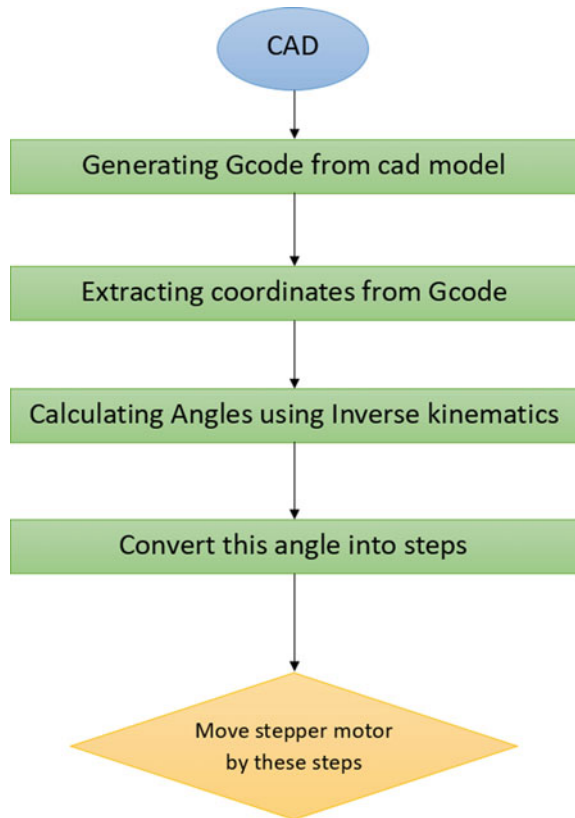 CAD
Generating Gcode from cad model
Extracting coordinates from Gcode
Calculating Angles using Inverse kinematics
Convert this angle into steps
Move stepper motor
by these steps